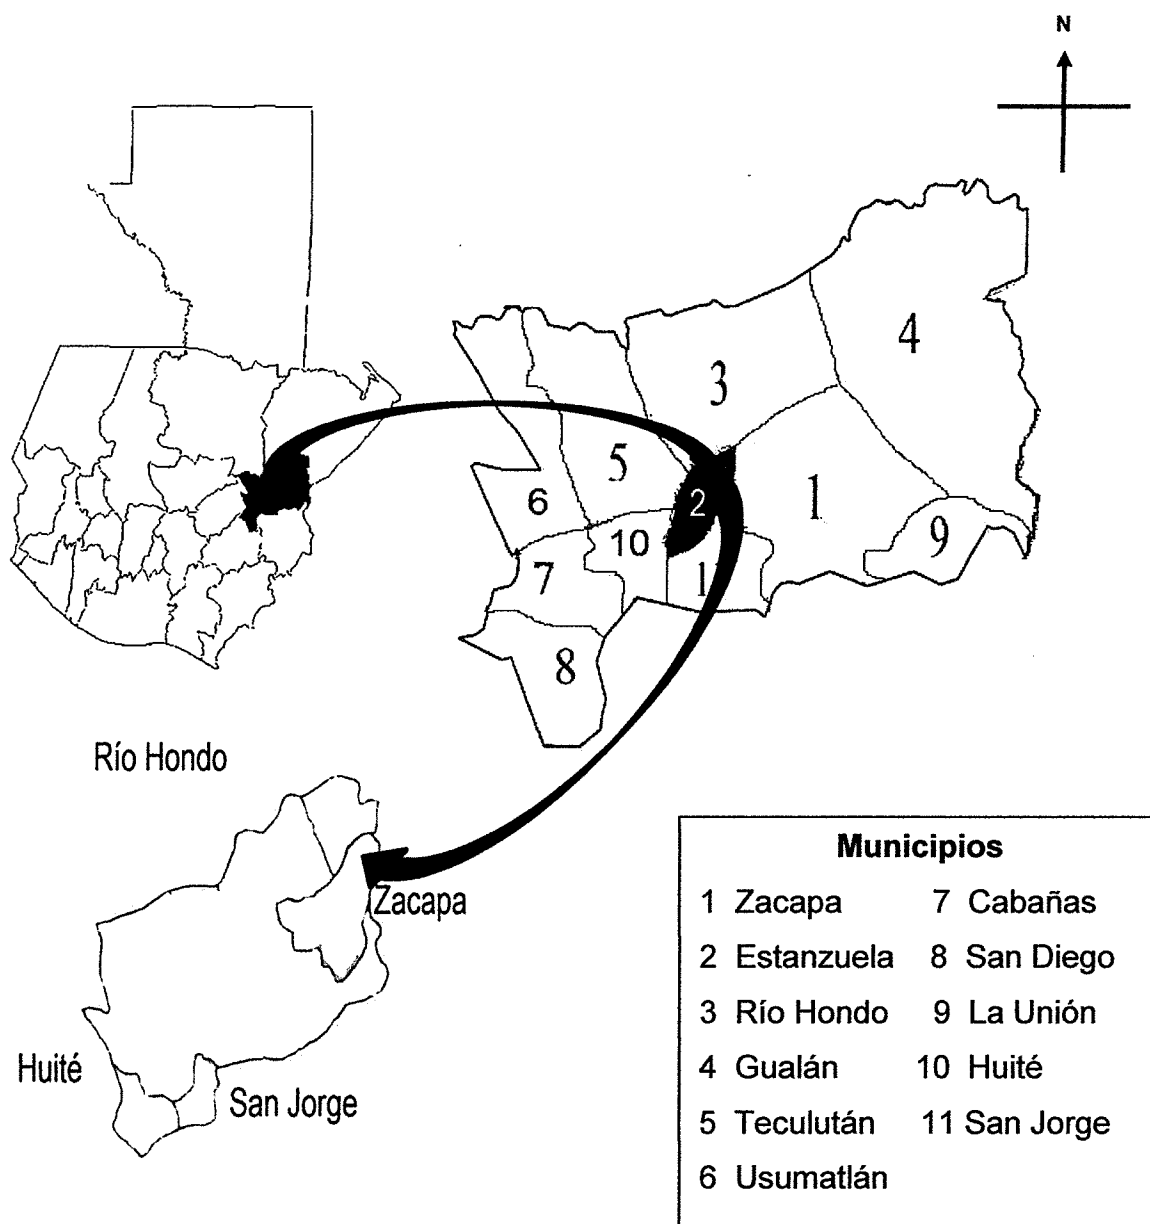 N
4
3
5
1
2
6
10
9
7
1
8
Río Hondo
Zacapa
Huité
San Jorge
Municipios
1 Zacapa 7 Cabañas
2 Estanzuela 8 San Diego
3 Río Hondo 9 La Unión
4 Gualán 10 Huité
5 Teculután 11 San Jorge
6 Usumatlán